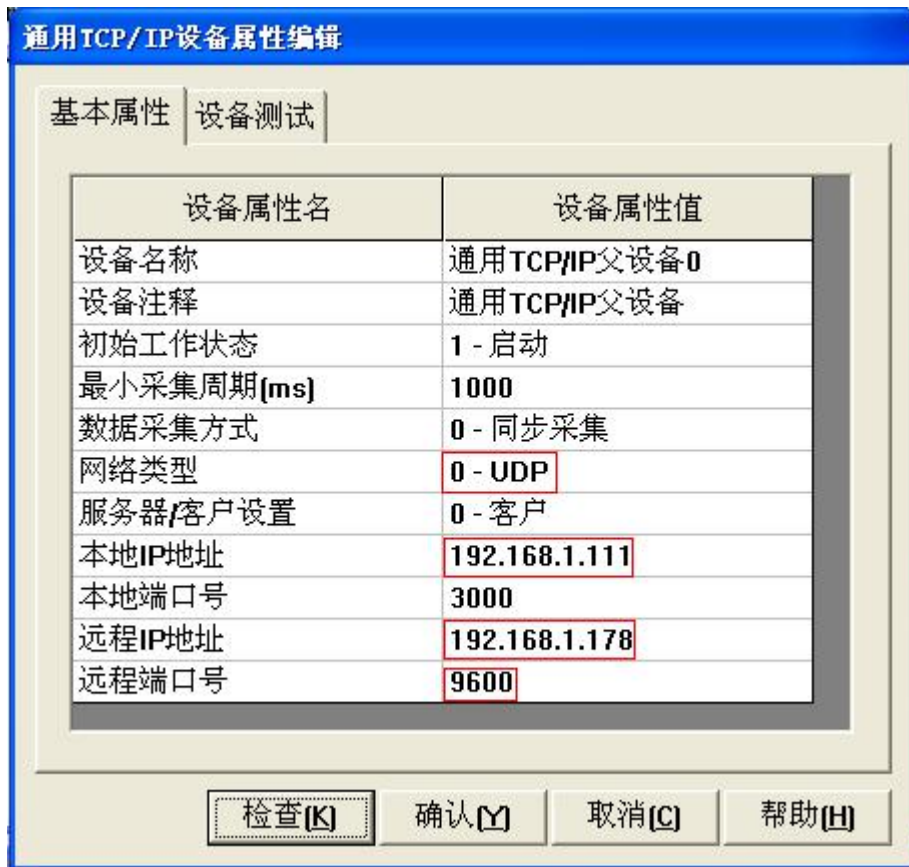 通用TCP/IP设备属性编辑
基本属性 设备测试
设备属性名 设备属性值
设备名称 通用TCP/IP父设备0
设备注释 通用TCP/IP父设备
初始工作状态 1 - 启动
最小采集周期(ms) 1000
数据采集方式 0 - 同步采集
网络类型 0 - UDP
服务器/客户设置 0 - 客户
本地IP地址 192.168.1.111
本地端口号 3000
远程IP地址 192.168.1.178
远程端口号 9600
检查(K) 确认(Y) 取消(C) 帮助(H)